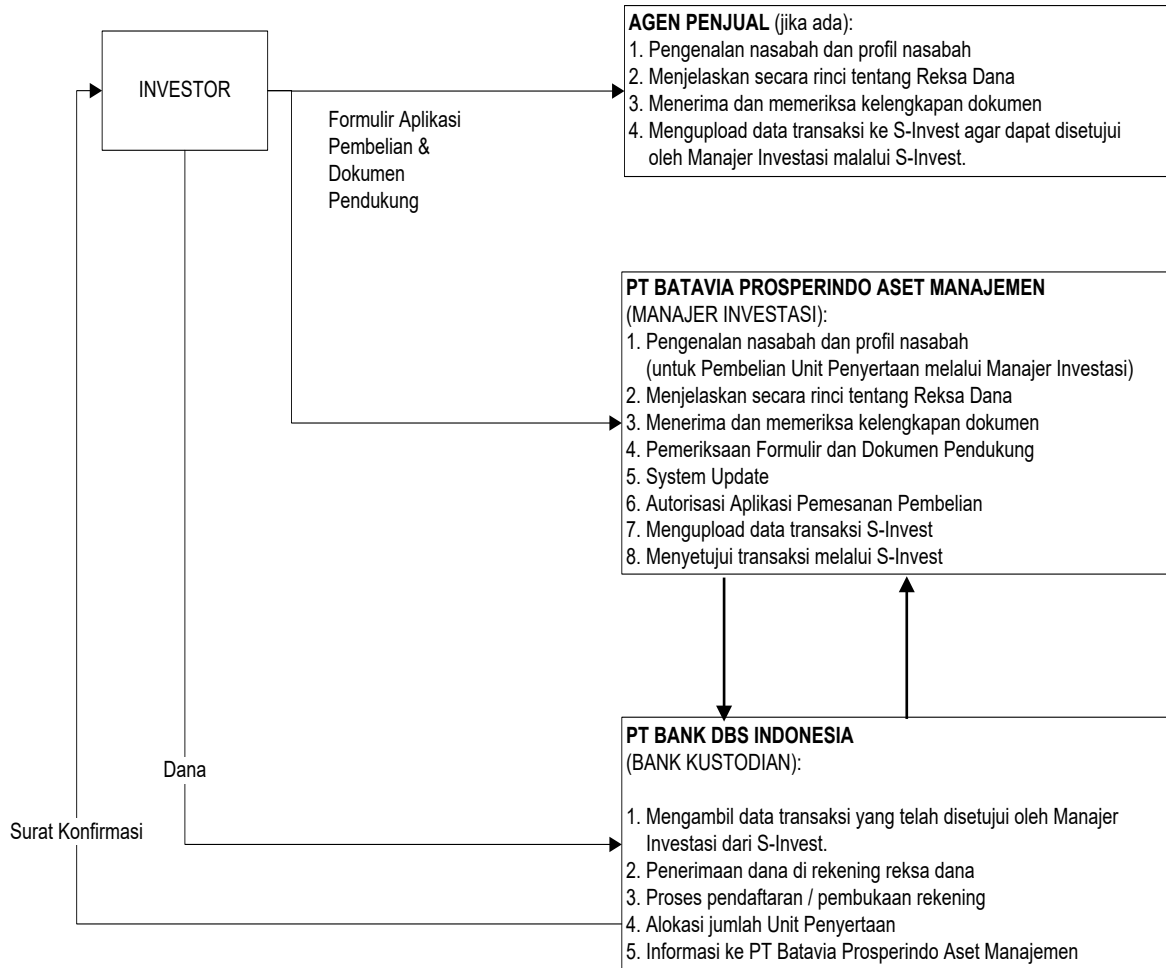 INVESTOR
Formulir Aplikasi
Pembelian &
Dokumen
Pendukung
AGEN PENJUAL (jika ada):
1. Pengenalan nasabah dan profil nasabah
2. Menjelaskan secara rinci tentang Reksa Dana
3. Menerima dan memeriksa kelengkapan dokumen
4. Mengupload data transaksi ke S-Invest agar dapat disetujui
oleh Manajer Investasi malalui S-Invest.
PT BATAVIA PROSPERINDO ASET MANAJEMEN
(MANAJER INVESTASI):
1. Pengenalan nasabah dan profil nasabah
(untuk Pembelian Unit Penyertaan melalui Manajer Investasi)
2. Menjelaskan secara rinci tentang Reksa Dana
3. Menerima dan memeriksa kelengkapan dokumen
4. Pemeriksaan Formulir dan Dokumen Pendukung
5. System Update
6. Autorisasi Aplikasi Pemesanan Pembelian
7. Mengupload data transaksi S-Invest
8. Menyetujui transaksi melalui S-Invest
Dana
Surat Konfirmasi
PT BANK DBS INDONESIA
(BANK KUSTODIAN):
1. Mengambil data transaksi yang telah disetujui oleh Manajer
Investasi dari S-Invest.
2. Penerimaan dana di rekening reksa dana
3. Proses pendaftaran / pembukaan rekening
4. Alokasi jumlah Unit Penyertaan
5. Informasi ke PT Batavia Prosperindo Aset Manajemen